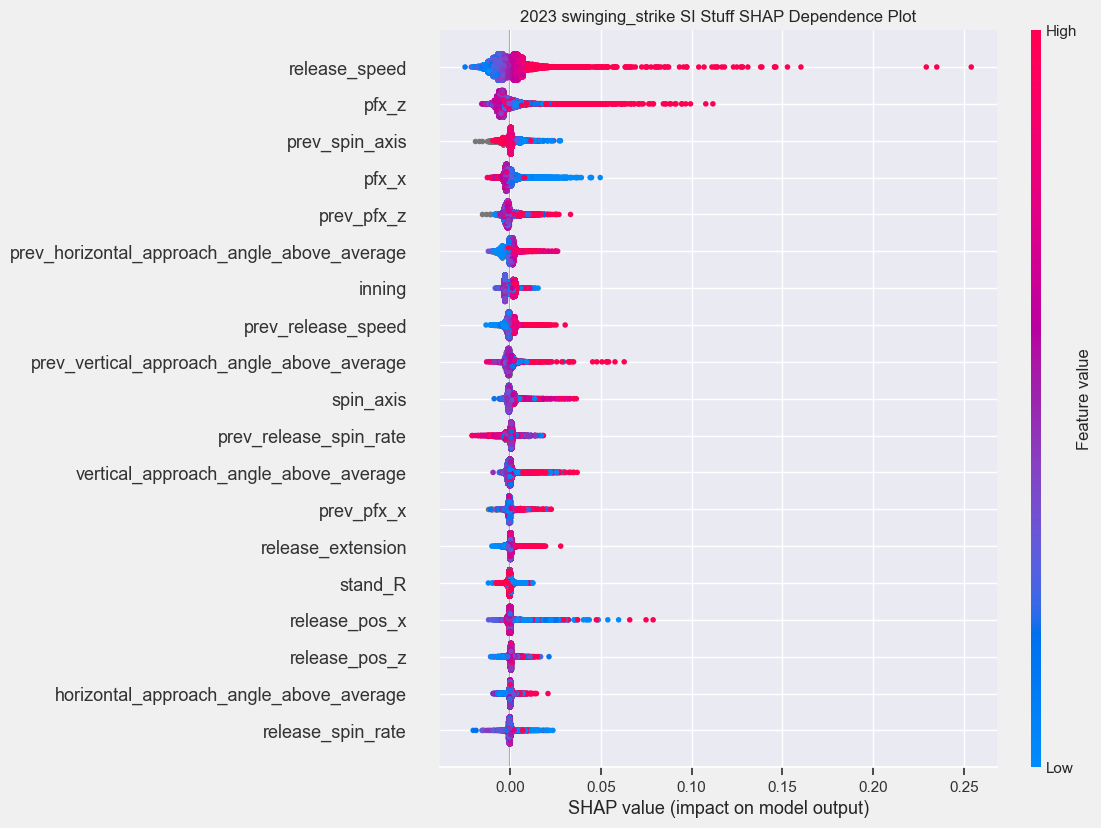 2023 swinging_strike SI Stuff SHAP Dependence Plot
High
release_speed
pfx_z
prev_spin_axis
pfx_x
prev_pfx_z
prev_horizontal_approach_angle_above_average
inning
prev_release_speed
prev_vertical_approach_angle_above_average
spin_axis
prev_release_spin_rate
vertical_approach_angle_above_average
prev_pfx_x
release_extension
stand_R
release_pos_x
release_pos_z
horizontal_approach_angle_above_average
release_spin_rate
Feature value
Low
0.00 0.05 0.10 0.15 0.20 0.25
SHAP value (impact on model output)